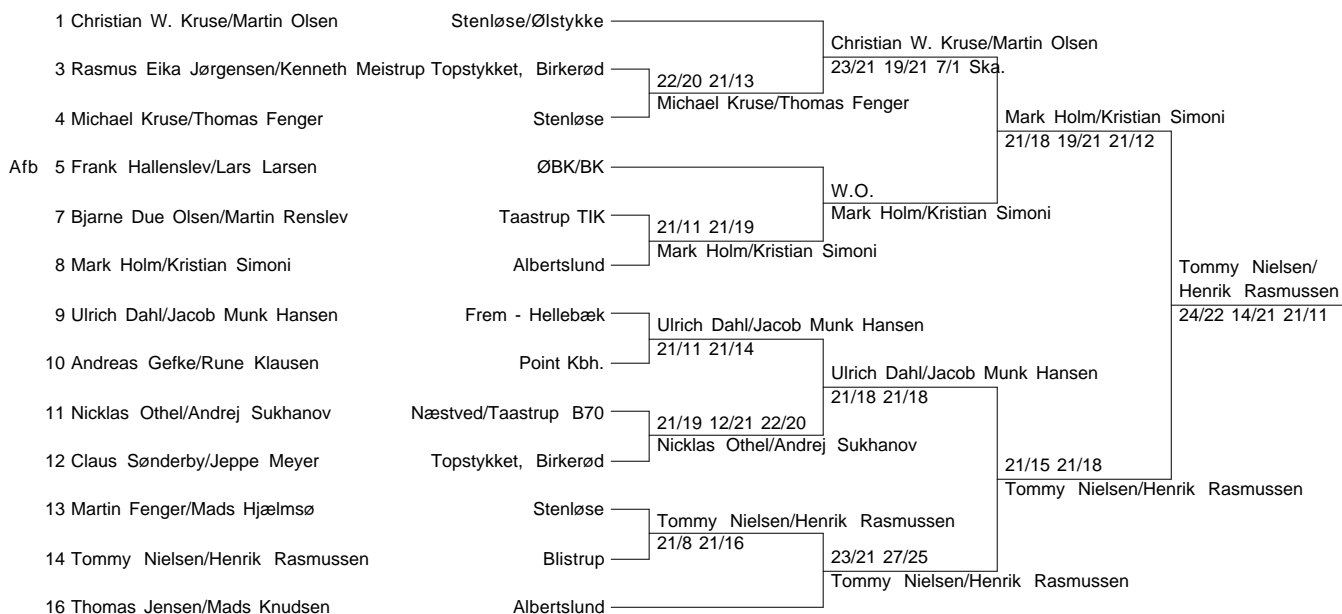 1 Christian W. Kruse/Martin Olsen Stenløse/Ølstykke
Christian W. Kruse/Martin Olsen
23/21 19/21 7/1 Ska.
3 Rasmus Eika Jørgensen/Kenneth Meistrup Topstykket, Birkerød
22/20 21/13
Michael Kruse/Thomas Fenger
4 Michael Kruse/Thomas Fenger Stenløse
Mark Holm/Kristian Simoni
21/18 19/21 21/12
Afb 5 Frank Hallenslev/Lars Larsen ØBK/BK
W.O.
Mark Holm/Kristian Simoni
7 Bjarne Due Olsen/Martin Renslev Taastrup TIK
21/11 21/19
Mark Holm/Kristian Simoni
8 Mark Holm/Kristian Simoni Albertslund
Tommy Nielsen/
Henrik Rasmussen
24/22 14/21 21/11
9 Ulrich Dahl/Jacob Munk Hansen Frem - Hellebæk
Ulrich Dahl/Jacob Munk Hansen
21/11 21/14
10 Andreas Gefke/Rune Klausen Point Kbh.
Ulrich Dahl/Jacob Munk Hansen
21/18 21/18
11 Nicklas Othel/Andrej Sukhanov Næstved/Taastrup B70
21/19 12/21 22/20
Nicklas Othel/Andrej Sukhanov
12 Claus Sønderby/Jeppe Meyer Topstykket, Birkerød
21/15 21/18
Tommy Nielsen/Henrik Rasmussen
13 Martin Fenger/Mads Hjælmsø Stenløse
Tommy Nielsen/Henrik Rasmussen
21/8 21/16
14 Tommy Nielsen/Henrik Rasmussen Blistrup
23/21 27/25
Tommy Nielsen/Henrik Rasmussen
16 Thomas Jensen/Mads Knudsen Albertslund